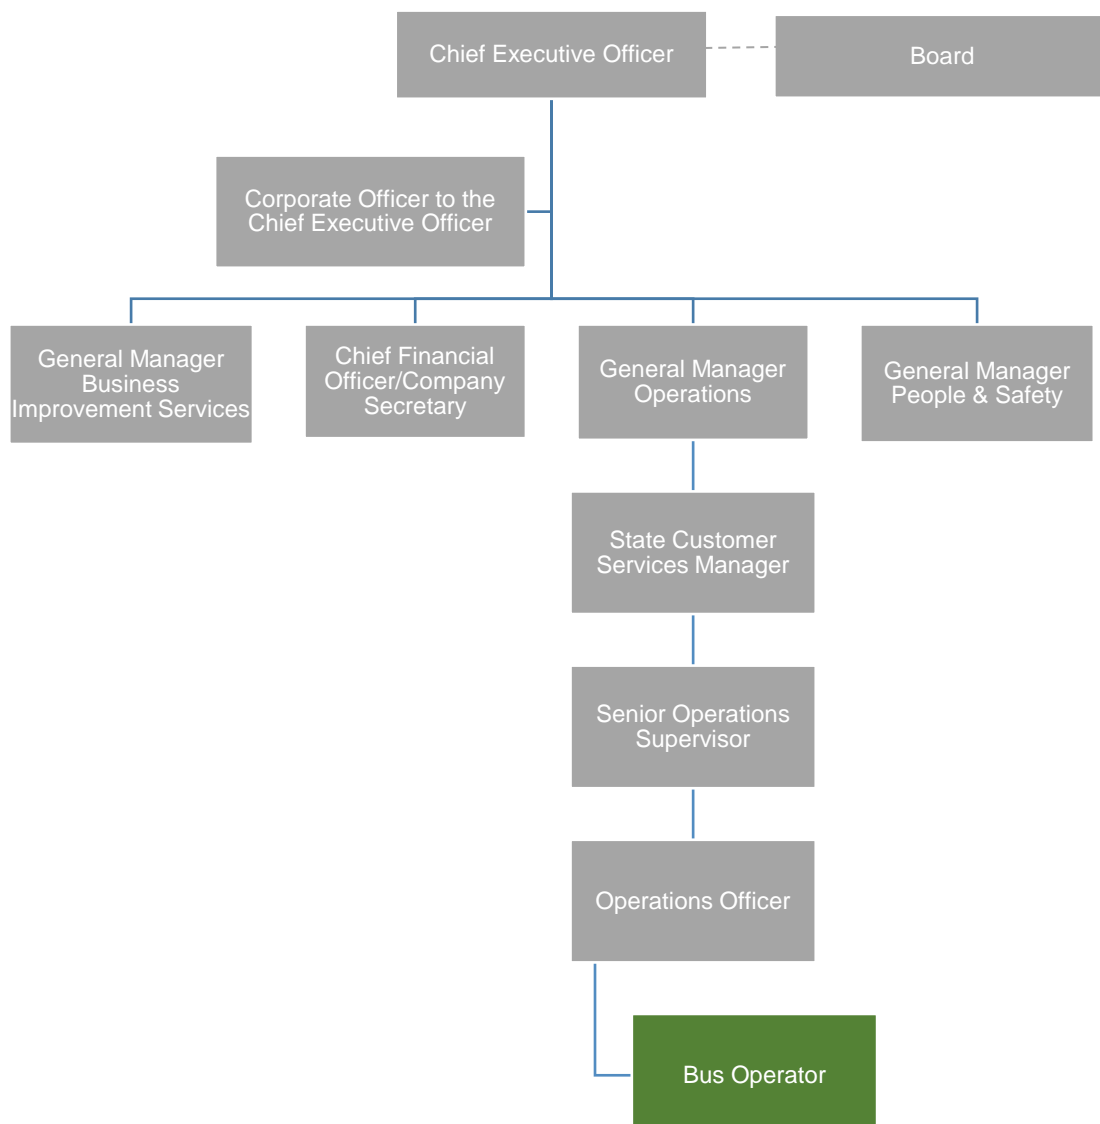 Chief Executive Officer
Board
Corporate Officer to the
Chief Executive Officer
General Manager
Business
Improvement Services
Chief Financial
Officer/Company
Secretary
General Manager
Operations
General Manager
People & Safety
State Customer
Services Manager
Senior Operations
Supervisor
Operations Officer
Bus Operator